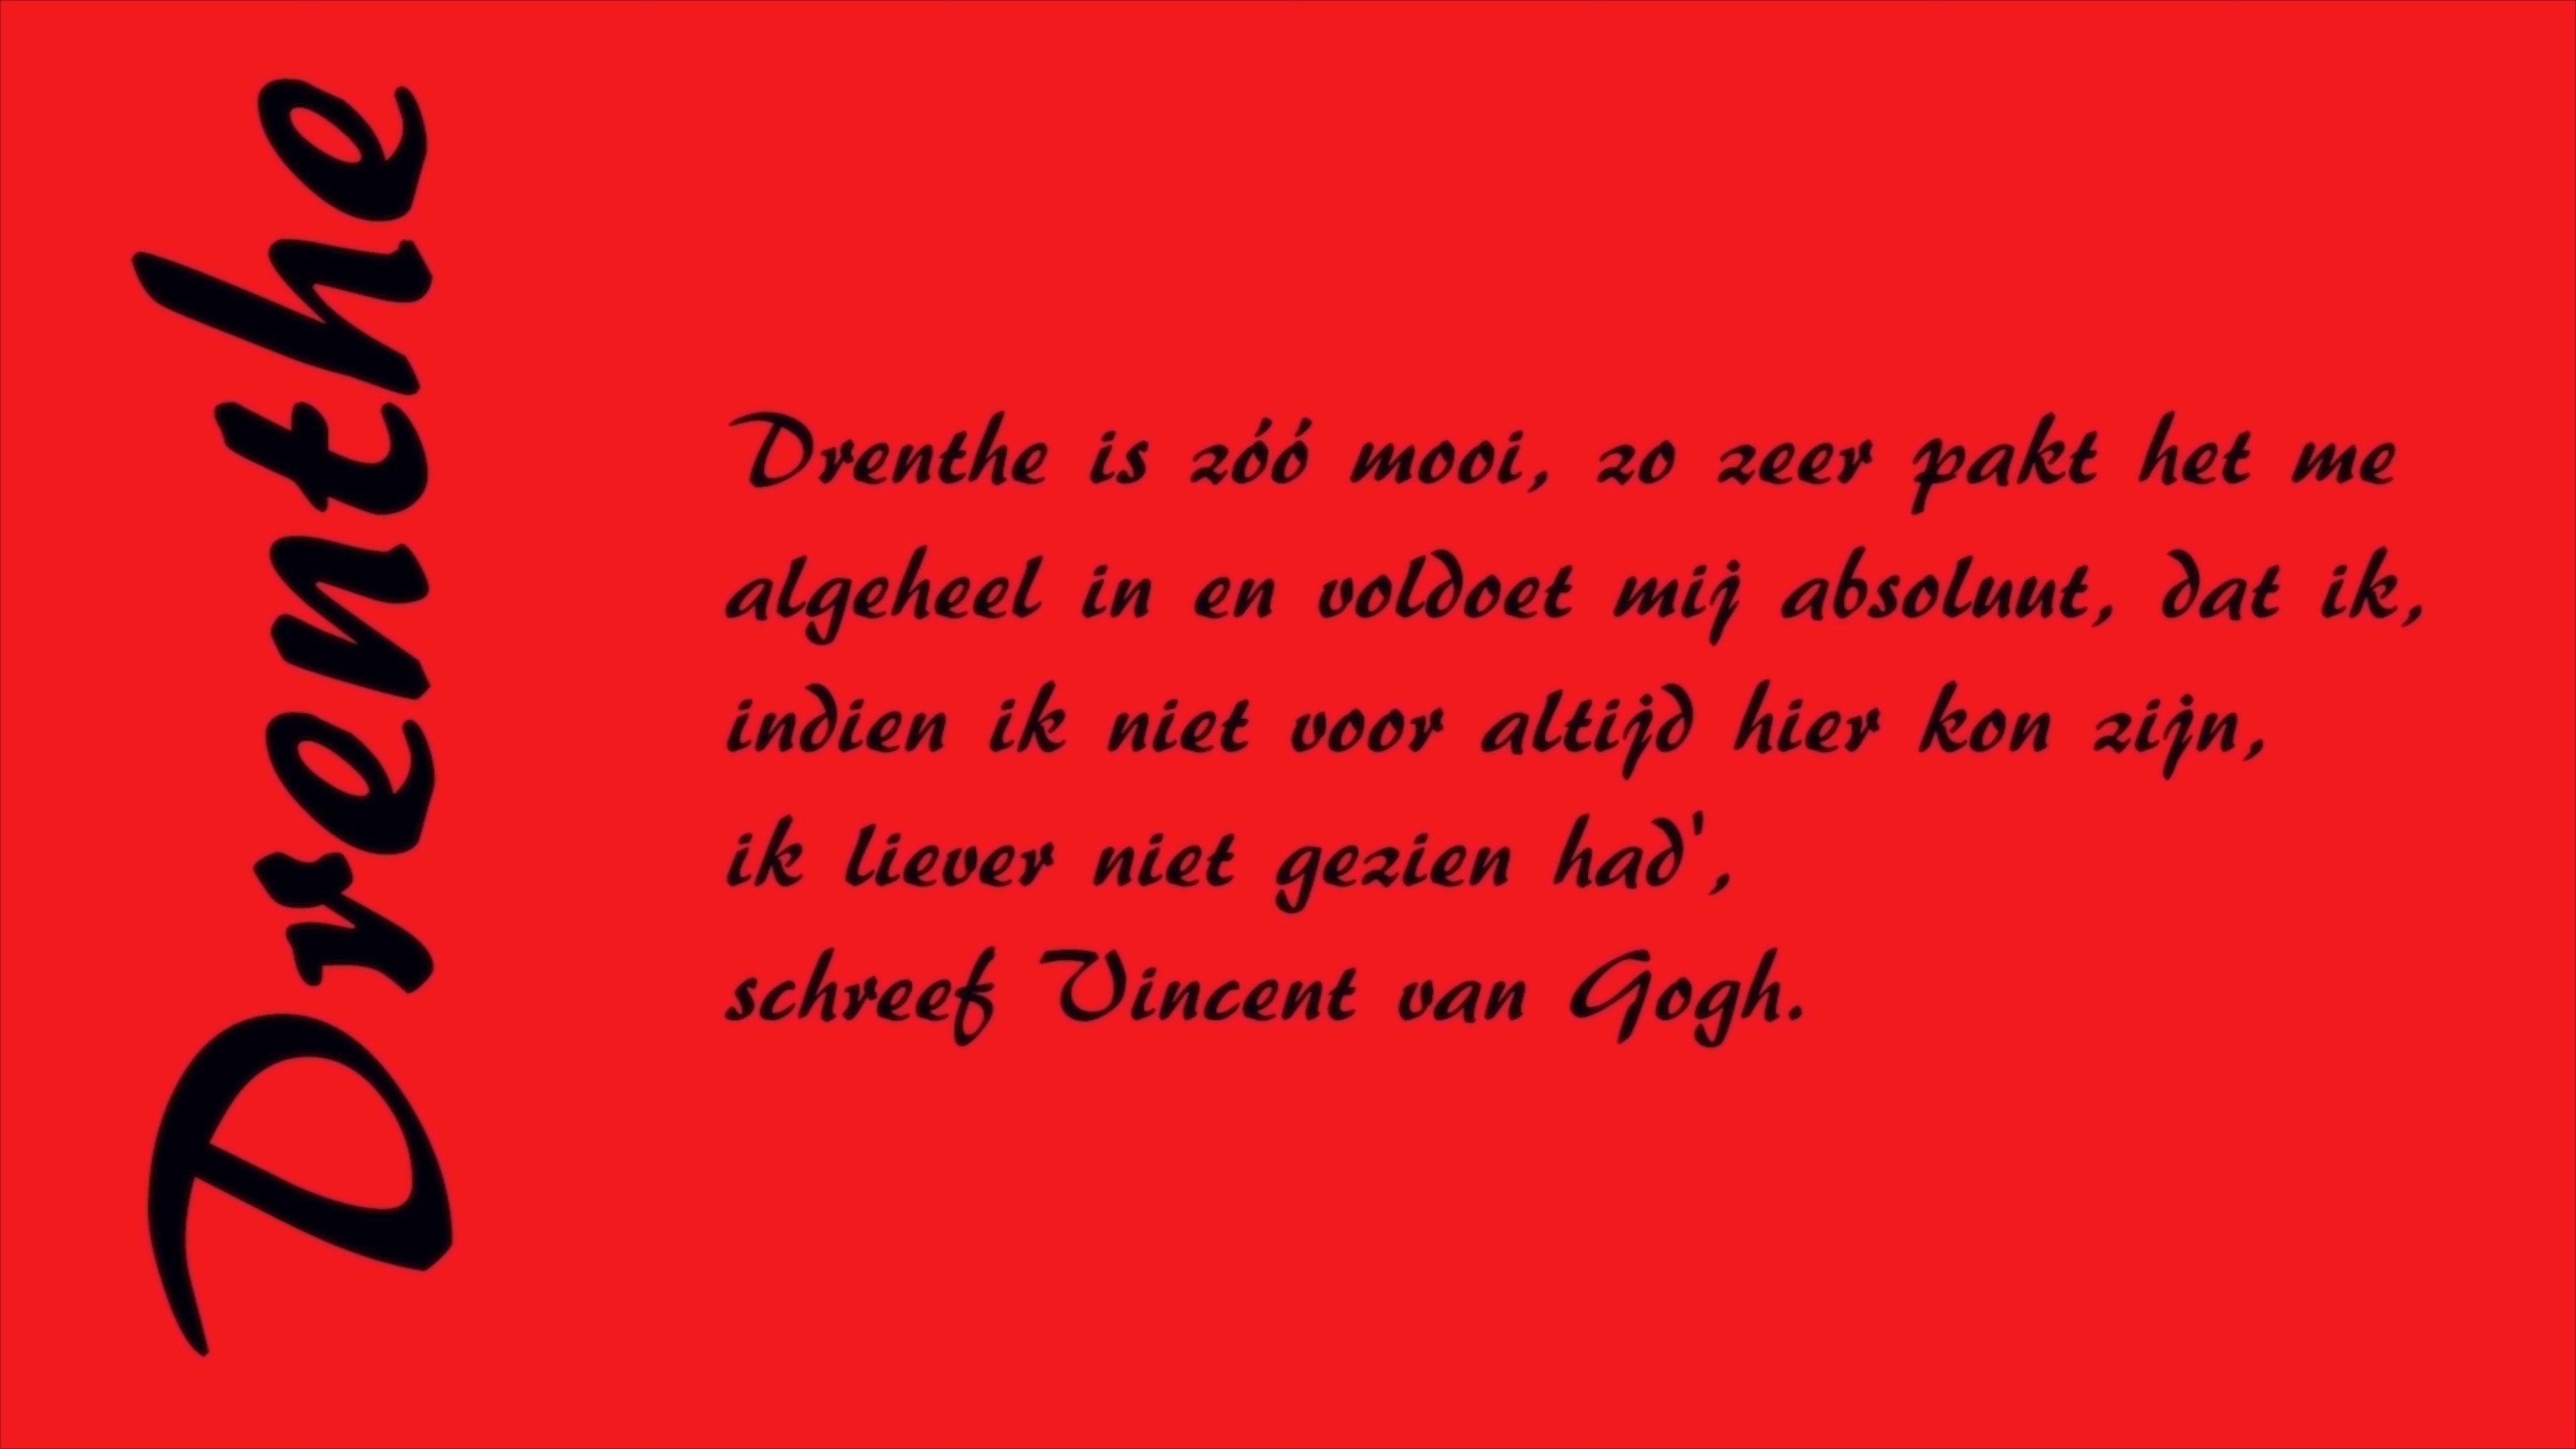 Drenthe
Drenthe is zóó mooi, zo zeer pakt het me
algeheel in en voldoet mij absoluut, dat ik,
indien ik niet voor altijd hier kon zijn,
ik liever niet gezien had',
schreef Vincent van Gogh.